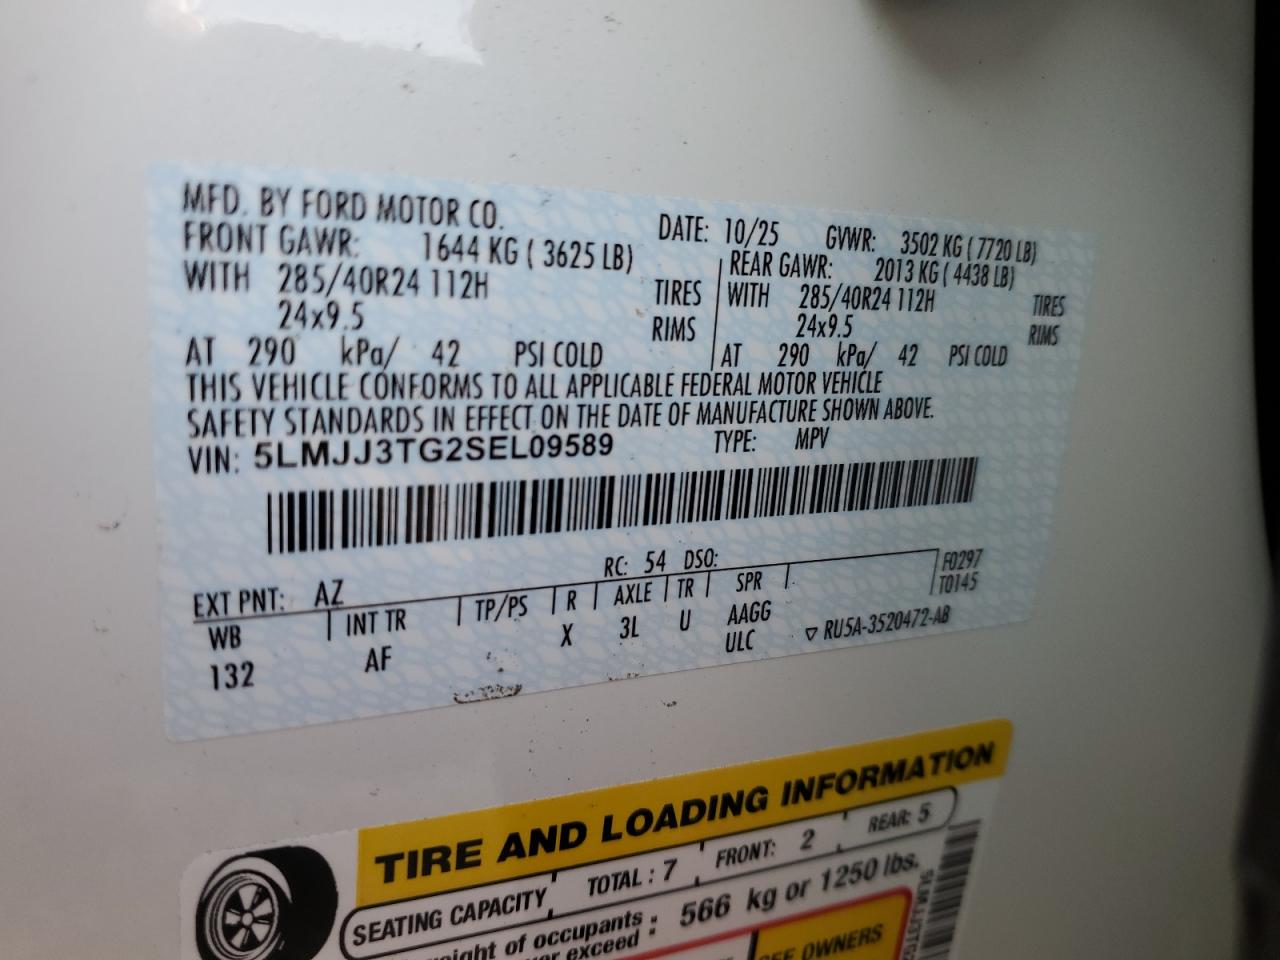 MFD. BY FORD MOTOR CO.
DATE: 10/25 GVWR: 3502 KG ( 7720 LB)
FRONT GAWR: 1644 KG ( 3625 LB)
REAR GAWR: 2013 KG ( 4438 LB)
WITH 285/40R24 112H TIRES
WITH 285/40R24 112H TIRES
24x9.5 RIMS
24x9.5 RIMS
AT 290 kPa/ 42 PSI COLD
AT 290 kPa/ 42 PSI COLD
THIS VEHICLE CONFORMS TO ALL APPLICABLE FEDERAL MOTOR VEHICLE
SAFETY STANDARDS IN EFFECT ON THE DATE OF MANUFACTURE SHOWN ABOVE.
VIN: 5LMJJ3TG2SEL09589 TYPE: MPV
EXT PNT: AZ RC: 54 DSO: F0297
T0145
WB INT TR TP/PS R AXLE TR SPR
132 AF X 3L U AAGG
ULC ▽ RU5A-3520472-AB
TIRE AND LOADING INFORMATION
SEATING CAPACITY TOTAL : 7 FRONT: 2 REAR: 5
of occupants : 566 kg or 1250 lbs.
exceed :
OWNERS